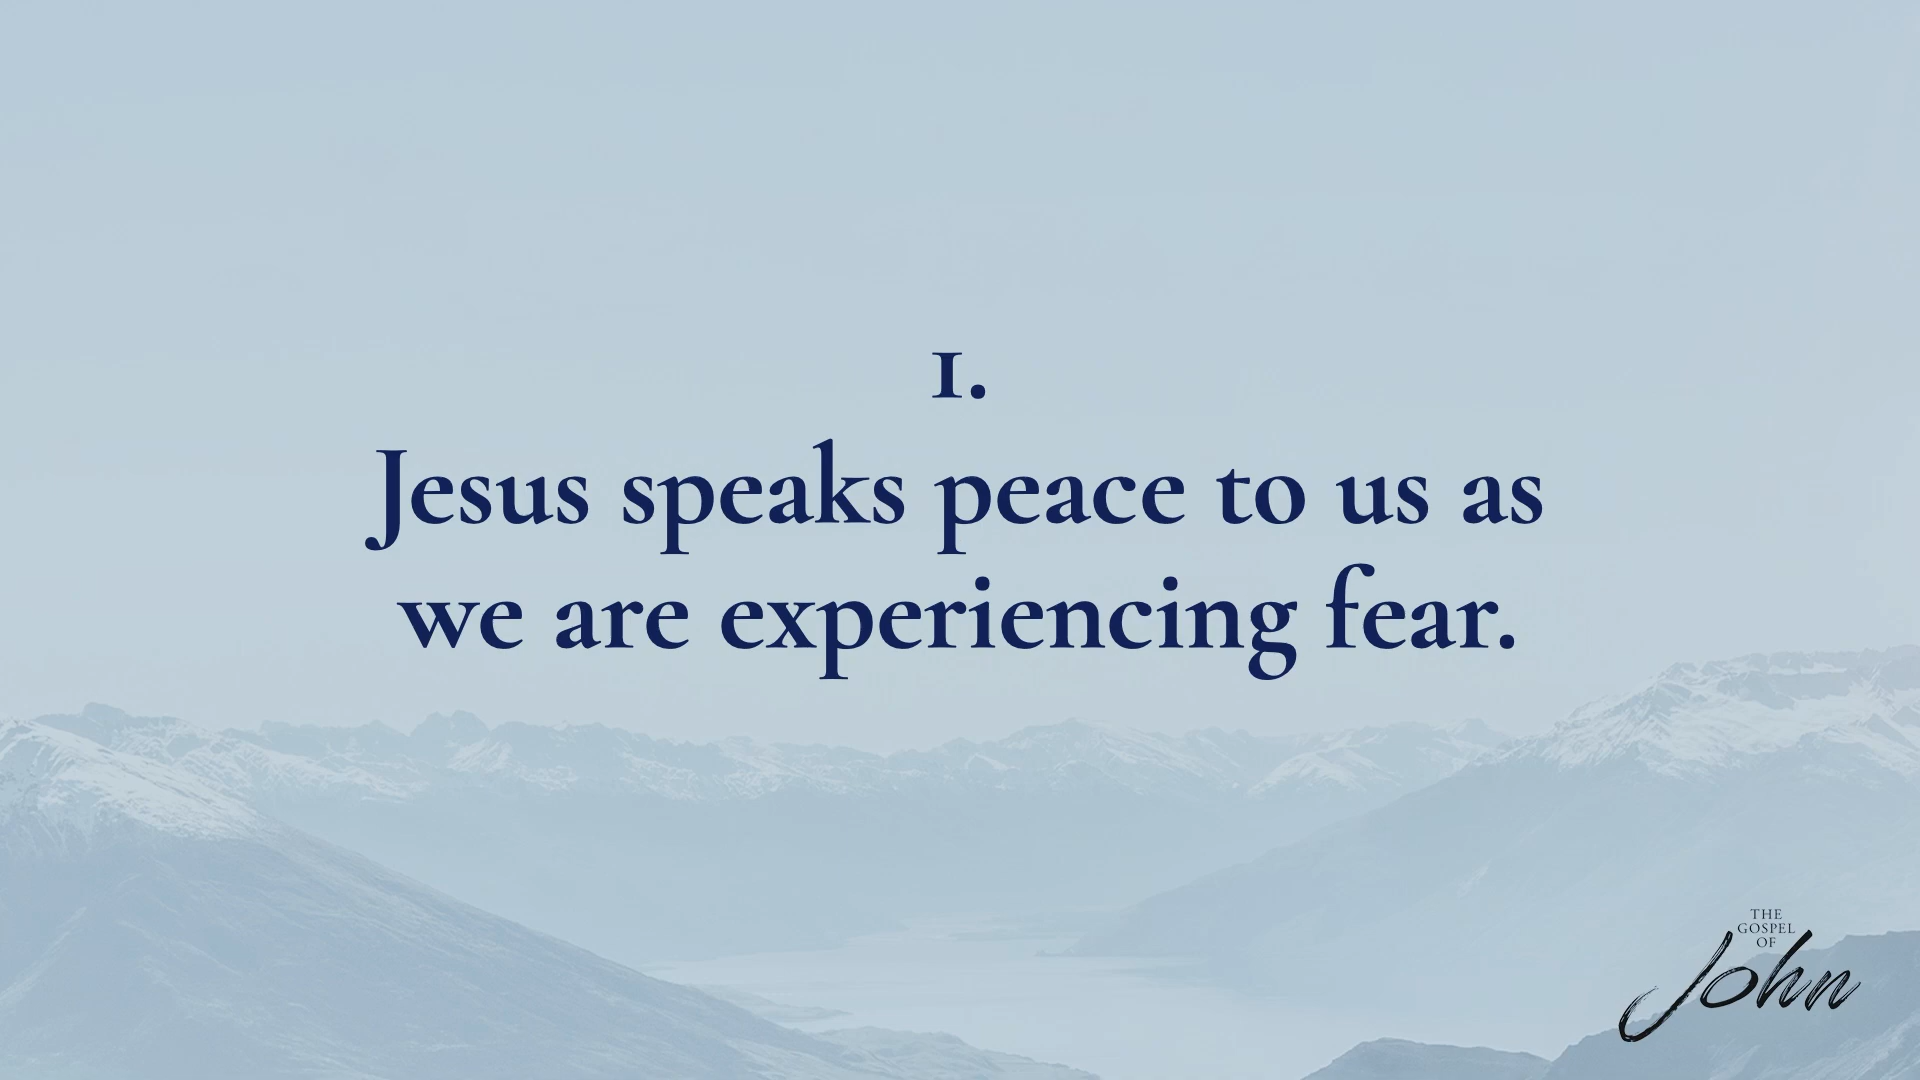 1.
Jesus speaks peace to us as
we are experiencing fear.
THE
GOSPEL
OF
John